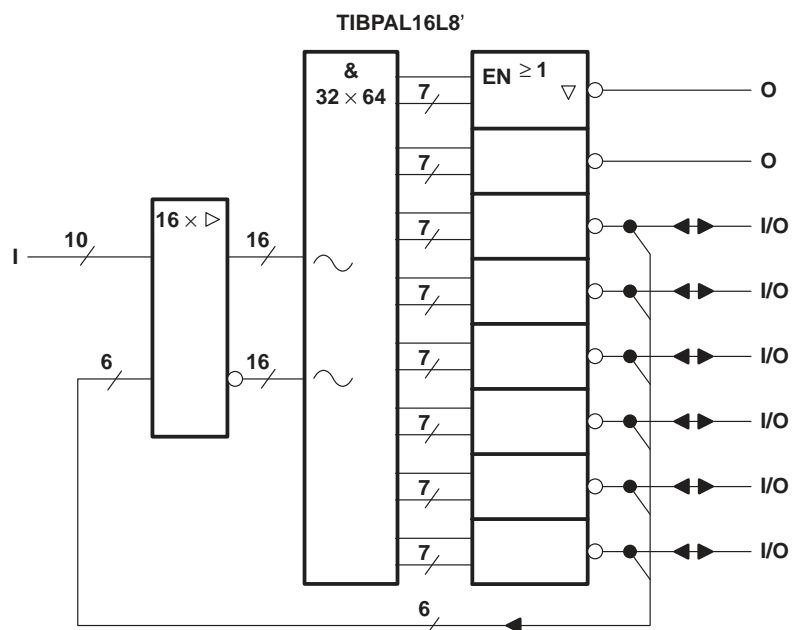 TIBPAL16L8'
&
32 × 64
EN ≥ 1
▽
7
O
7
O
16 × ▷
7
I/O
I
10
16
7
I/O
6
16
7
I/O
7
I/O
7
I/O
7
I/O
6